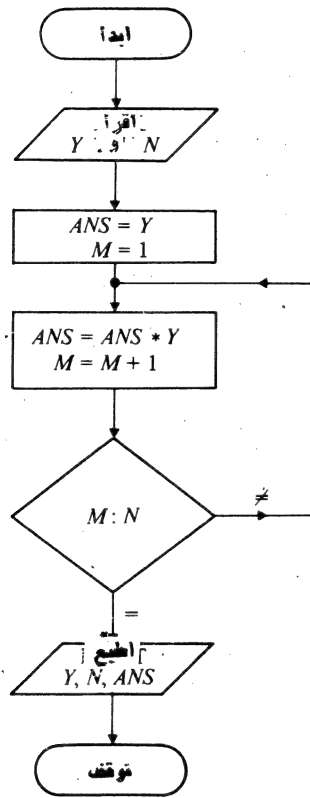 ابدأ
اقرأ
Y و N
ANS = Y
M = 1
ANS = ANS * Y
M = M + 1
M : N
≠
=
اطبع
Y, N, ANS
توقف